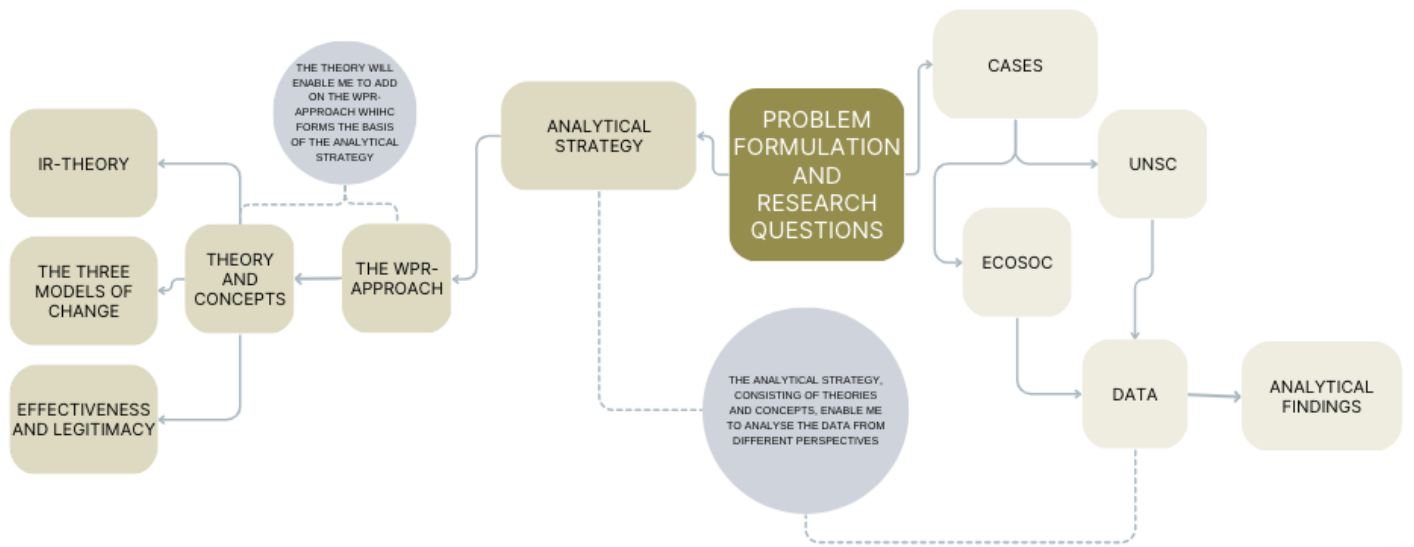 THE THEORY WILL
ENABLE ME TO ADD
ON THE WPR-
APPROACH WHIHC
FORMS THE BASIS
OF THE ANALYTICAL
STRATEGY
IR-THEORY
THE THREE
MODELS OF
CHANGE
EFFECTIVENESS
AND LEGITIMACY
THEORY
AND
CONCEPTS
THE WPR-
APPROACH
ANALYTICAL
STRATEGY
PROBLEM
FORMULATION
AND
RESEARCH
QUESTIONS
CASES
UNSC
ECOSOC
THE ANALYTICAL STRATEGY,
CONSISTING OF THEORIES
AND CONCEPTS, ENABLE ME
TO ANALYSE THE DATA FROM
DIFFERENT PERSPECTIVES
DATA
ANALYTICAL
FINDINGS